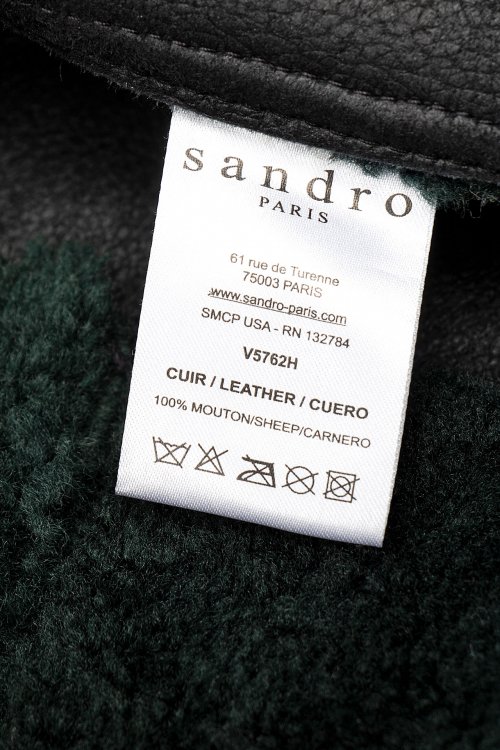 sandro
PARIS
61 rue de Turenne
75003 PARIS
www.sandro-paris.com
SMCP USA - RN 132784
V5762H
CUIR / LEATHER / CUERO
100% MOUTON/SHEEP/CARNERO